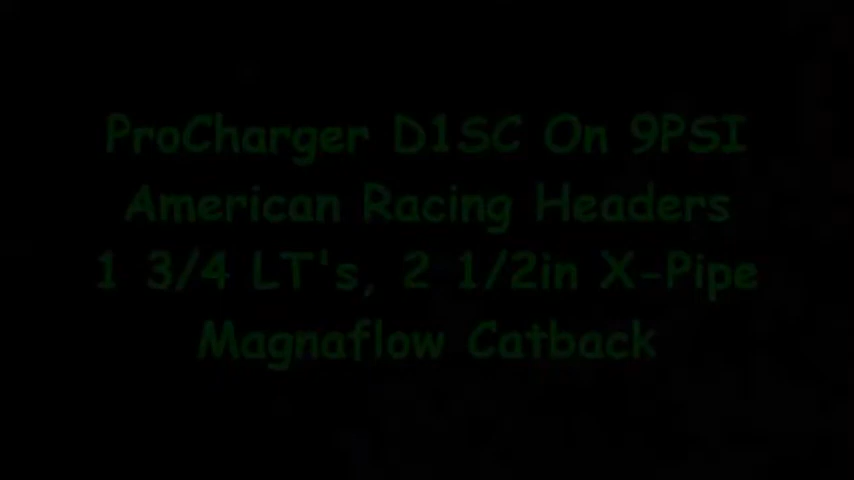 ProCharger D1SC On 9PSI
American Racing Headers
1 3/4 LT's, 2 1/2in X-Pipe
Magnaflow Catback